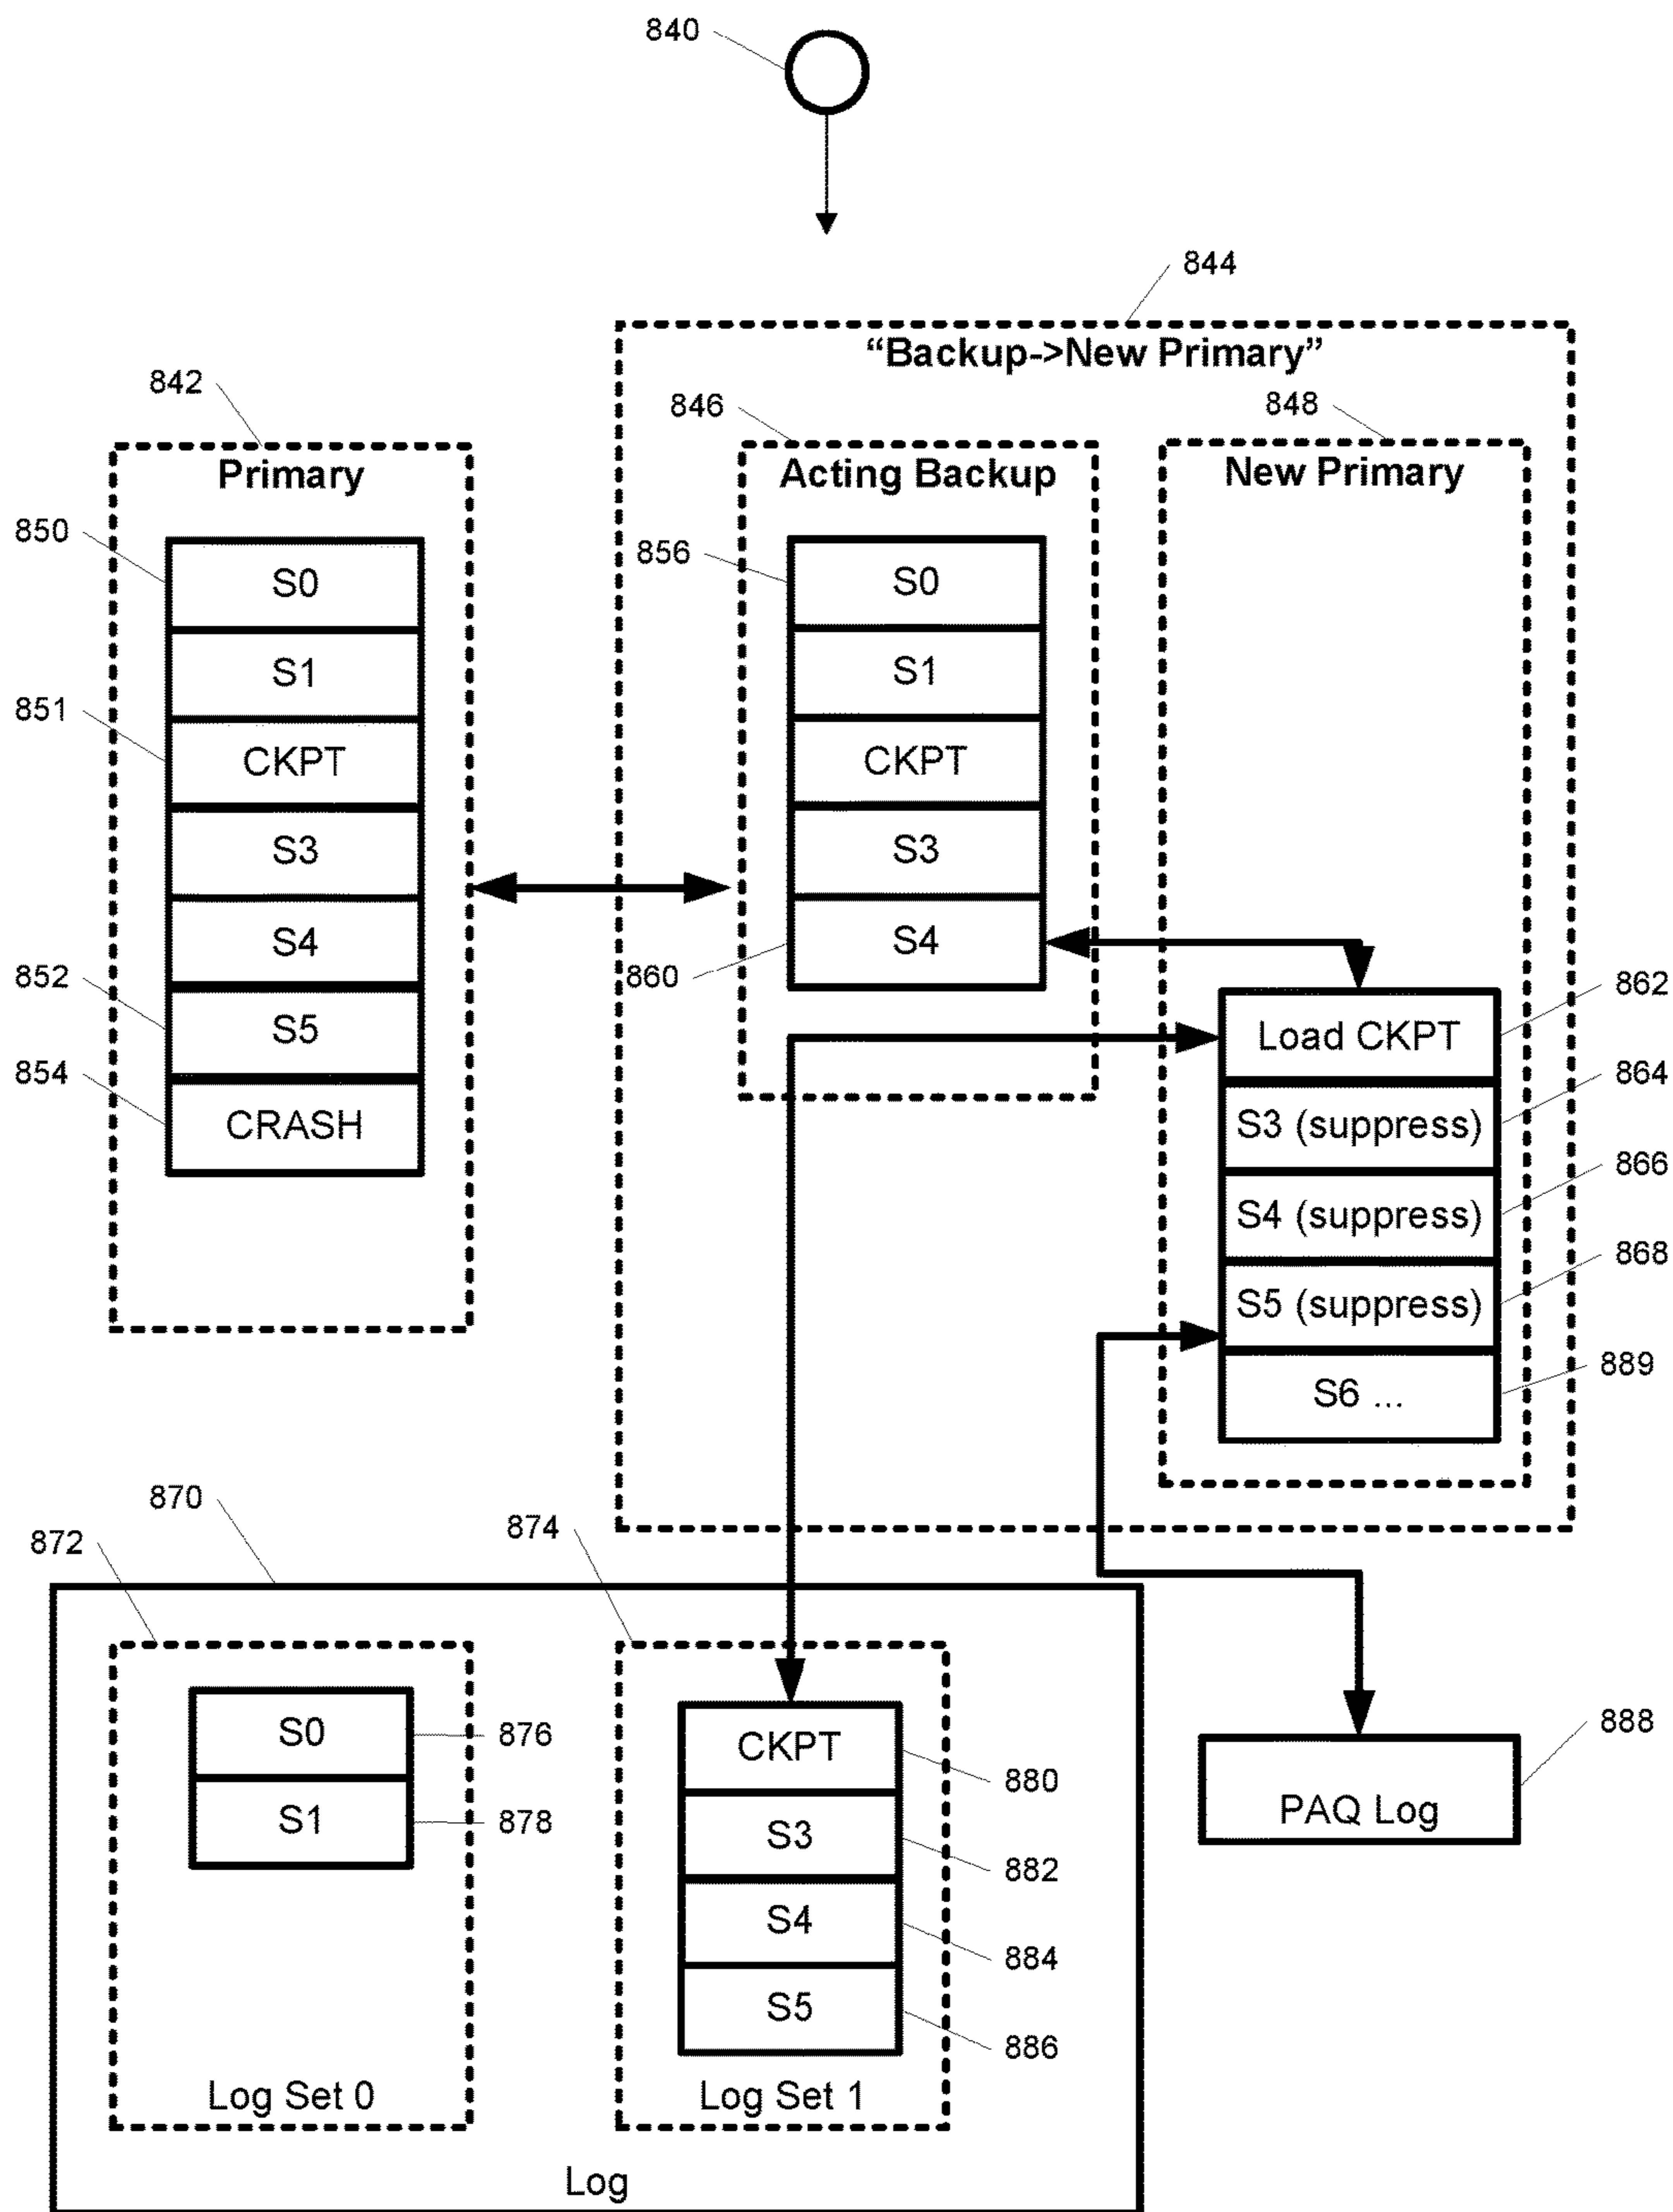 840
844
“Backup->New Primary”
842
846
848
Primary
Acting Backup
New Primary
850
S0
856
S0
S1
S1
851
CKPT
CKPT
S3
S3
S4
S4
852
860
862
S5
Load CKPT
854
864
CRASH
S3 (suppress)
866
S4 (suppress)
868
S5 (suppress)
889
S6 ...
870
872
874
S0
876
CKPT
880
888
S1
878
S3
882
PAQ Log
S4
884
S5
886
Log Set 0
Log Set 1
Log